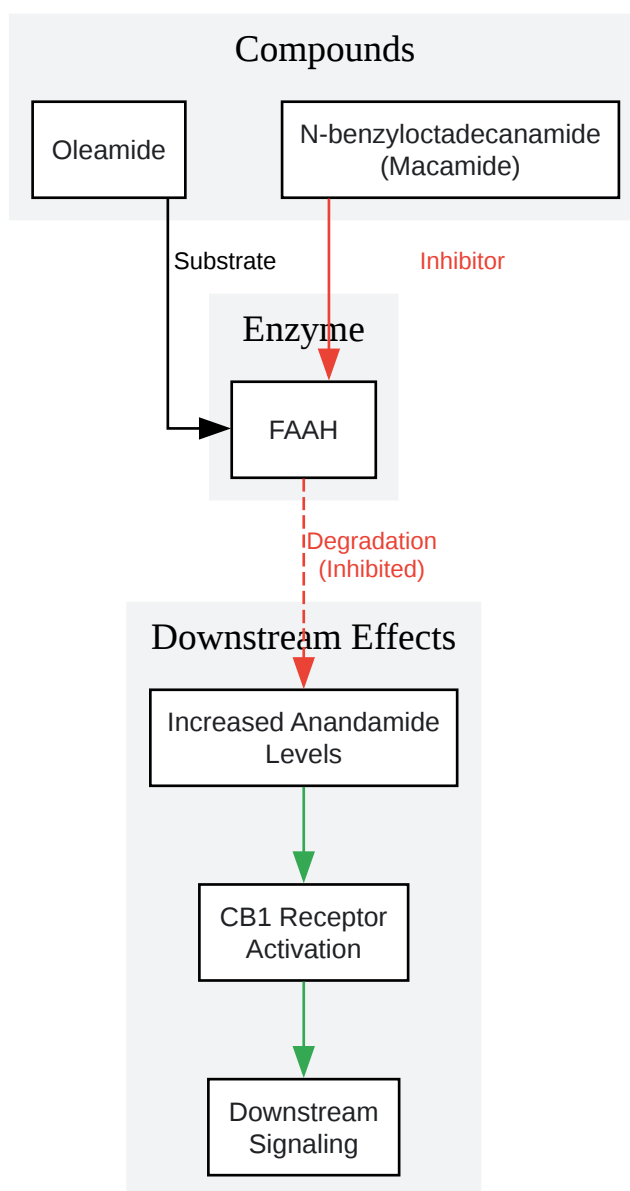 Compounds
Oleamide
N-benzyloctadecanamide
(Macamide)
Substrate
Inhibitor
Enzyme
FAAH
Degradation
(Inhibited)
Downstream Effects
Increased Anandamide
Levels
CB1 Receptor
Activation
Downstream
Signaling